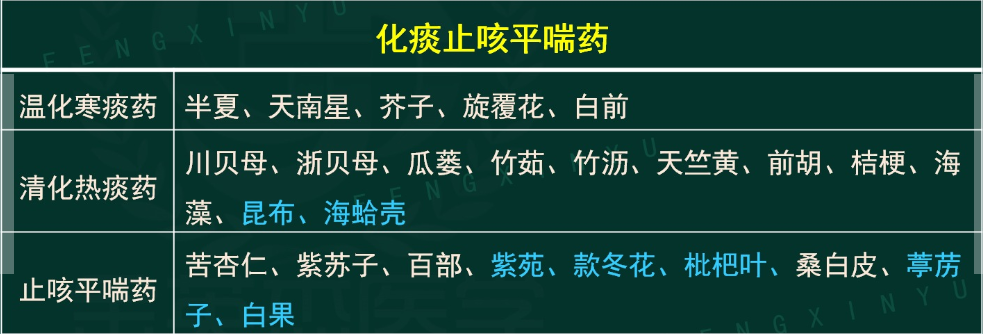 化痰止咳平喘药
温化寒痰药 半夏、天南星、芥子、旋覆花、白前
清化热痰药 川贝母、浙贝母、瓜蒌、竹茹、竹沥、天竺黄、前胡、桔梗、海
藻、昆布、海蛤壳
止咳平喘药 苦杏仁、紫苏子、百部、紫苑、款冬花、枇杷叶、桑白皮、葶苈
子、白果
FENGXINYU
FENGXINYU
FENGXINYU